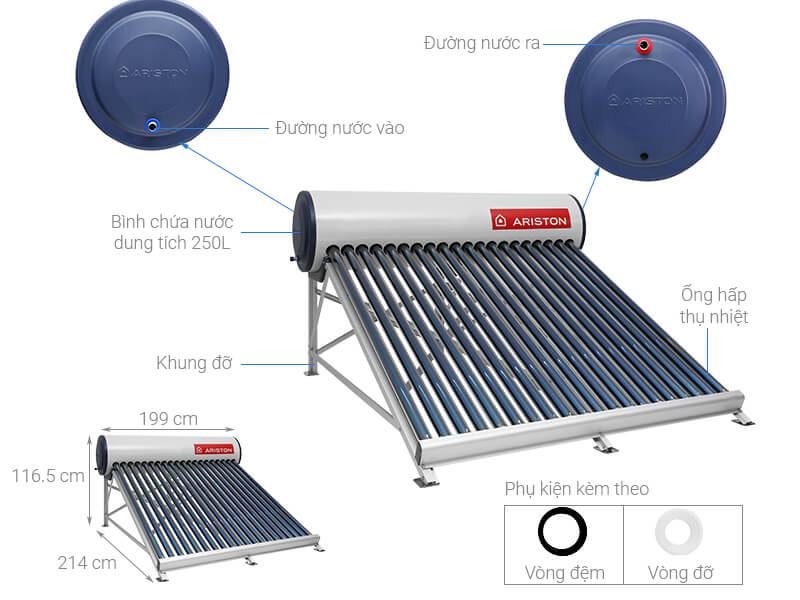 Đường nước ra
ARISTON
ARISTON
Đường nước vào
Bình chứa nước
dung tích 250L
ARISTON
Ống hấp
thụ nhiệt
Khung đỡ
199 cm
ARISTON
116.5 cm
214 cm
Phụ kiện kèm theo
Vòng đệm
Vòng đỡ